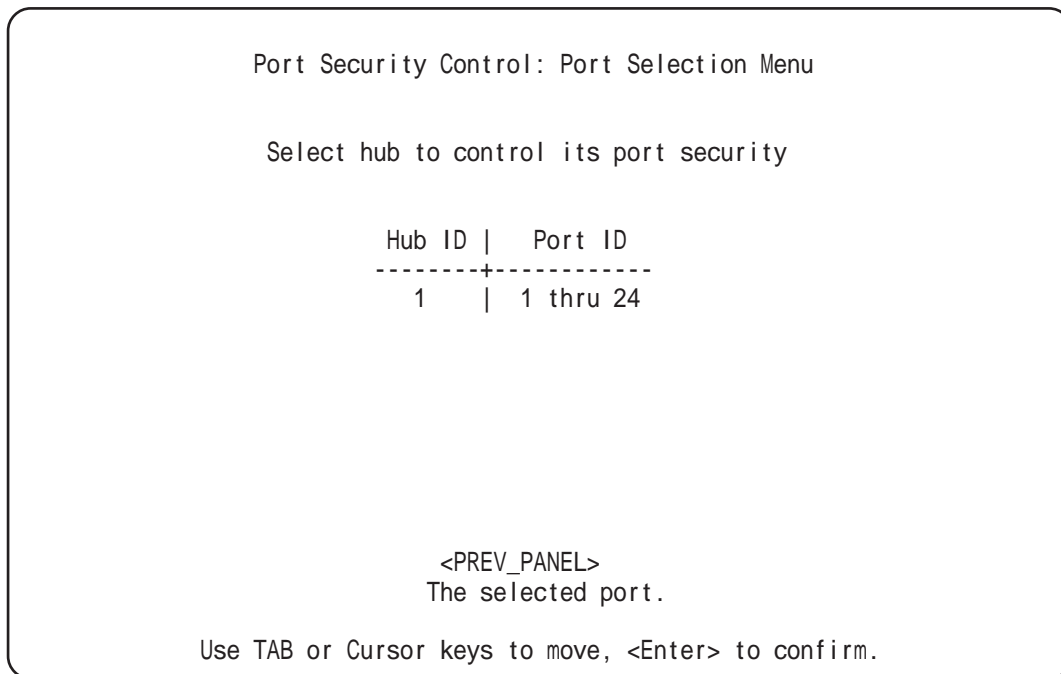 Port Security Control: Port Selection Menu
Select hub to control its port security
Hub ID | Port ID
--------+-------------
1 | 1 thru 24
<PREV_PANEL>
The selected port.
Use TAB or Cursor keys to move, <Enter> to confirm.